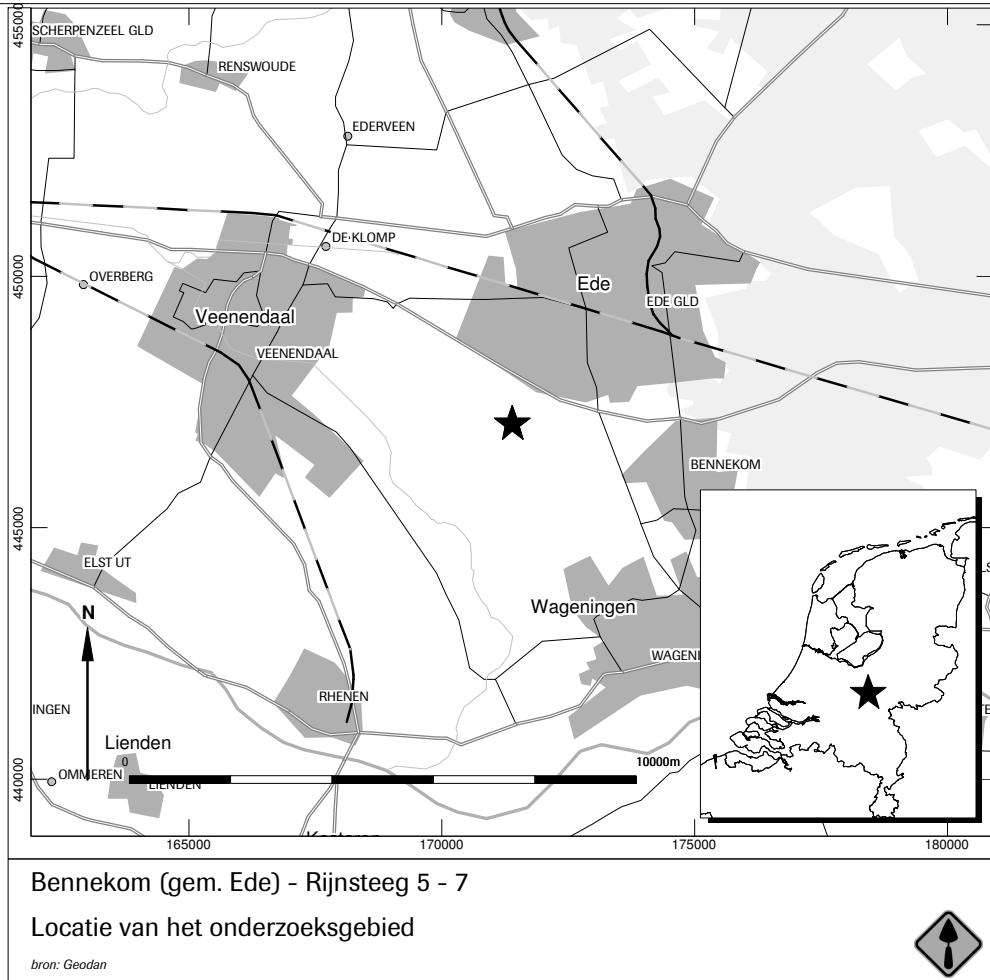 455000
SCHERPENZEEL GLD
RENSWOUDE
EDERVEEN
DE KLOMP
450000
OVERBERG
Ede
EDE GLD
Veenendaal
VEENENDAAL
BENNEKOM
445000
ELST UT
N
Wageningen
WAGENI
RHENEN
INGEN
Lienden
0
10000m
440000
OMMEREN
LIENDEN
165000
170000
175000
180000
Bennekom (gem. Ede) - Rijnsteeg 5 - 7
Locatie van het onderzoeksgebied
bron: Geodan